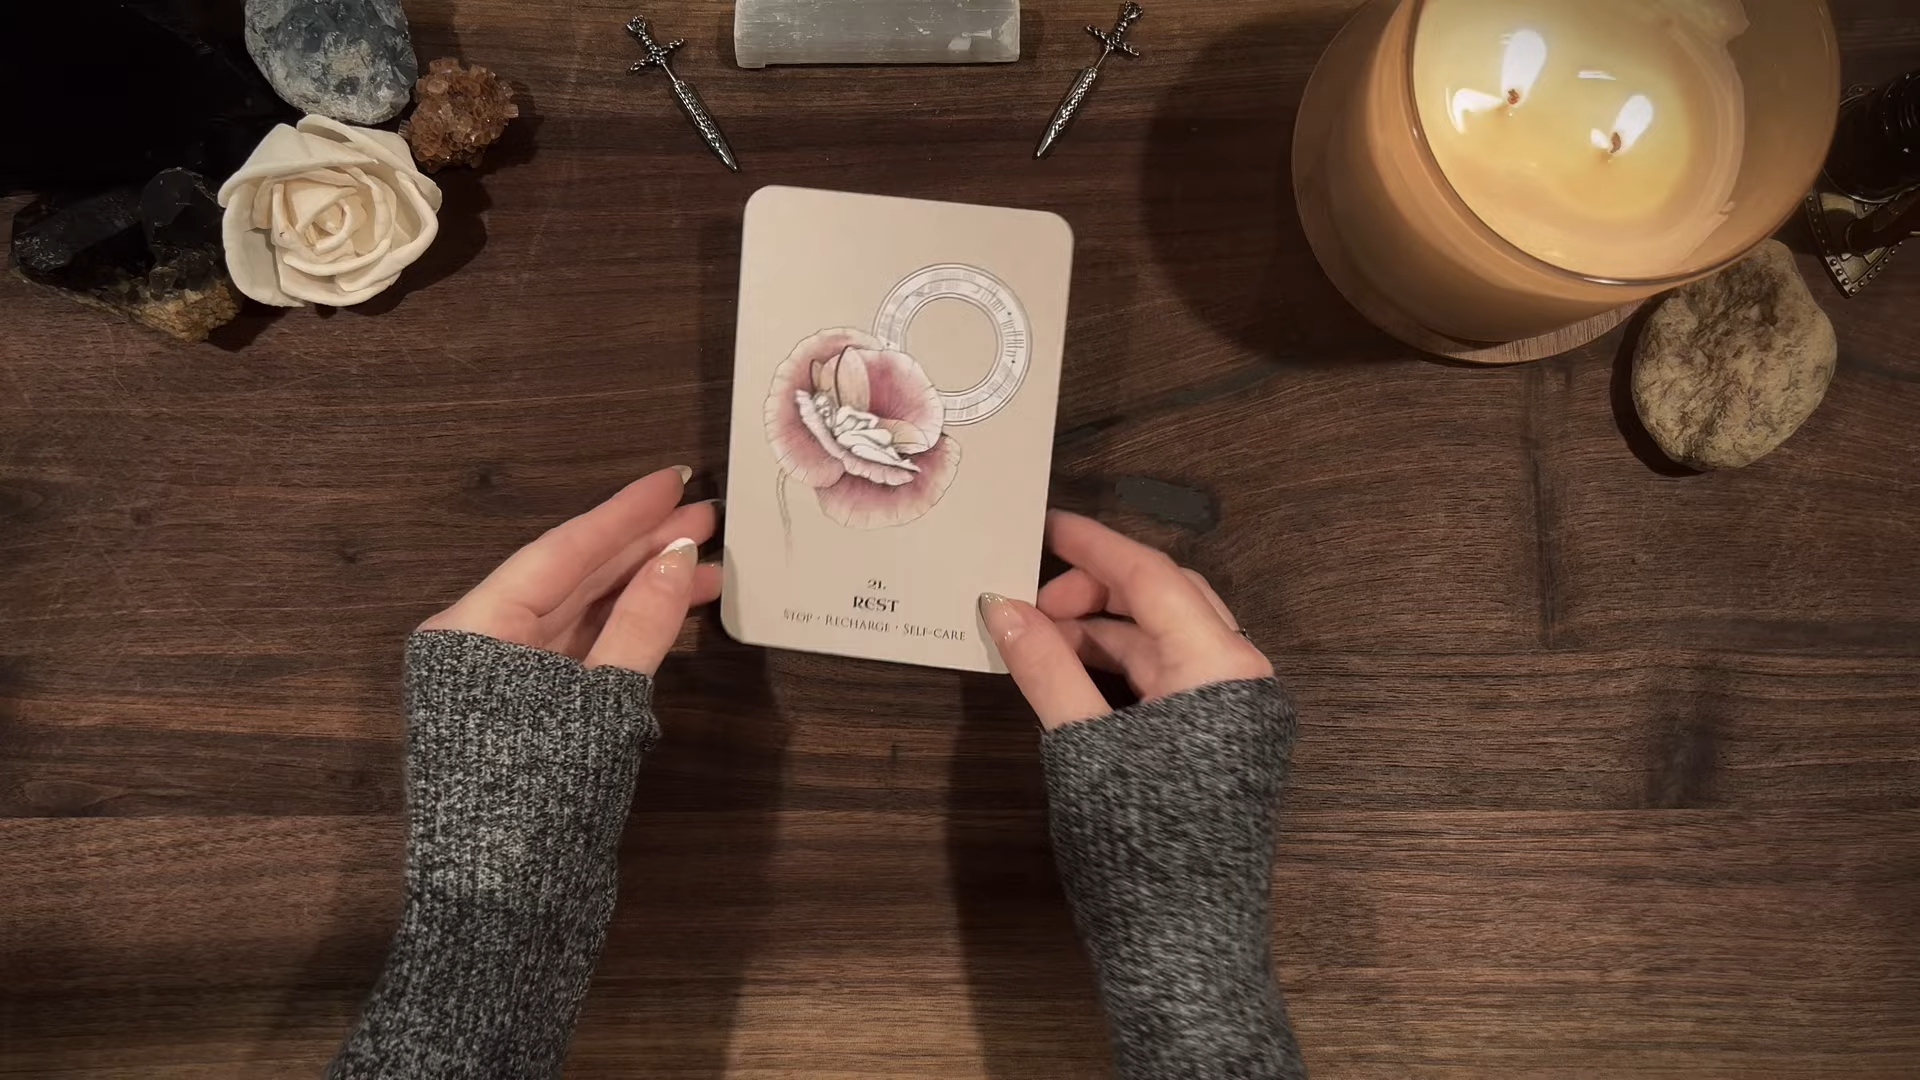 21.
REST
STOP • RECHARGE • SELF-CARE